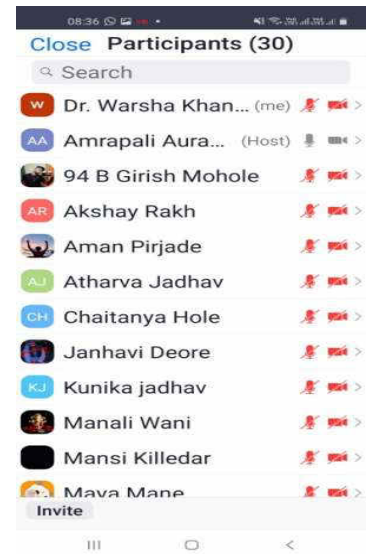 08:36
Close Participants (30)
Search
W Dr. Warsha Khan... (me)
AA Amrapali Aura... (Host)
94 B Girish Mohole
AR Akshay Rakh
Aman Pirjade
AJ Atharva Jadhav
CH Chaitanya Hole
Janhavi Deore
KJ Kunika jadhav
Manali Wani
Mansi Killedar
Maya Mane
Invite